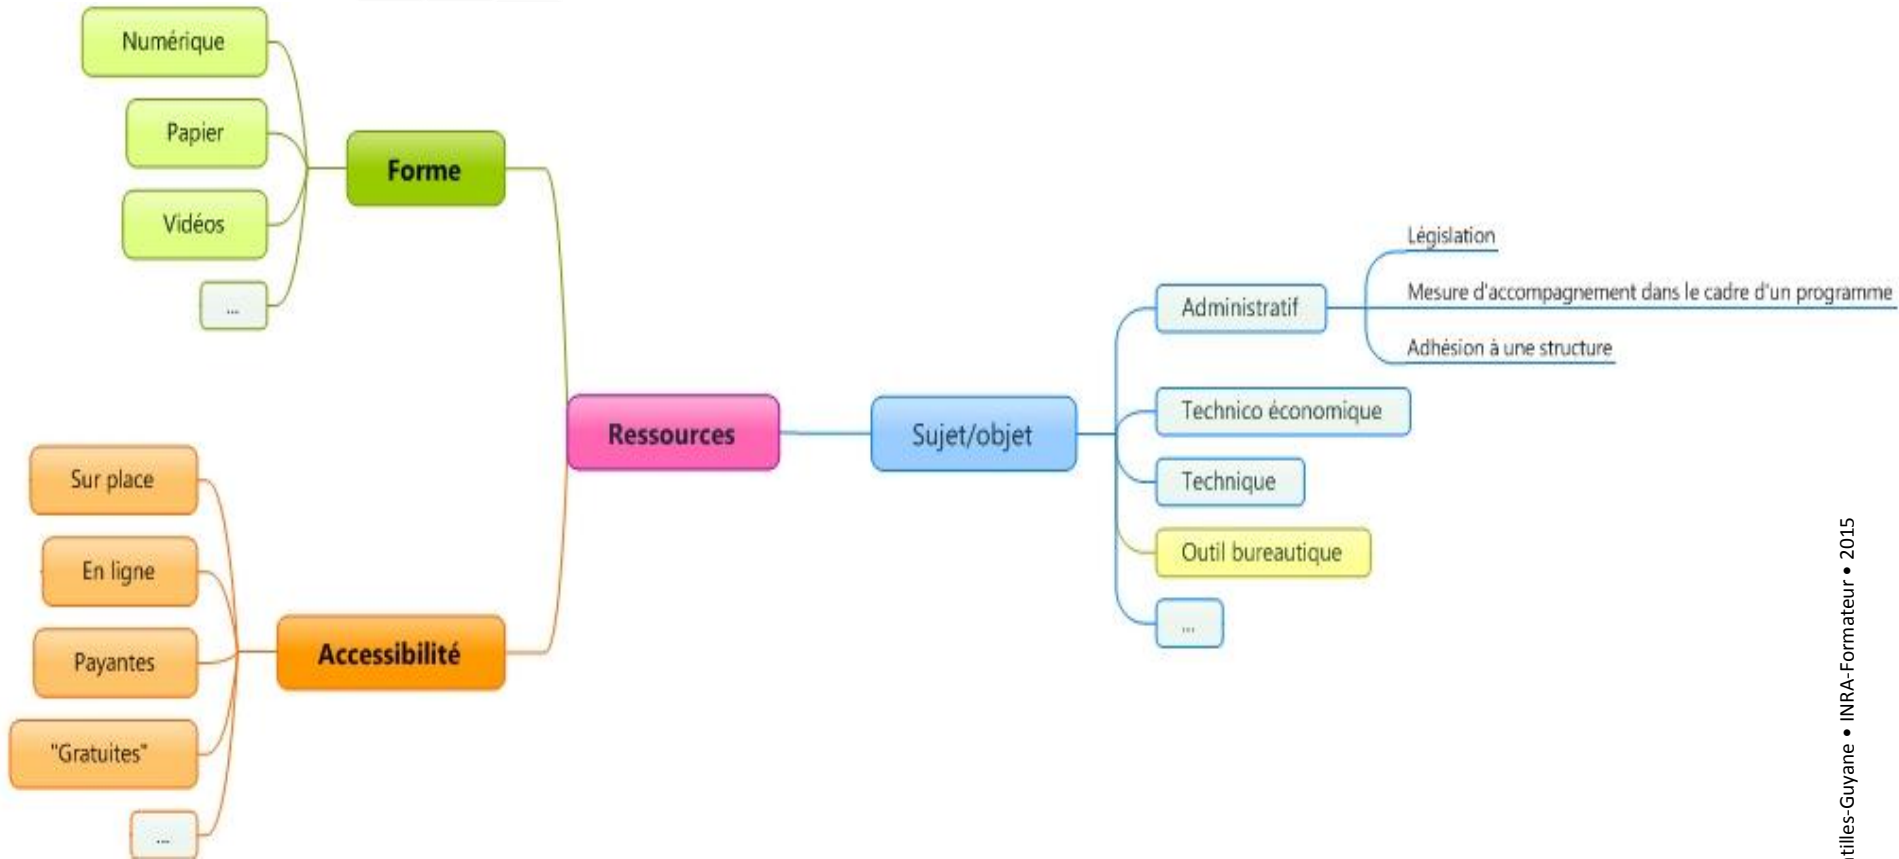 Numérique
Papier
Vidéos
...
Forme
Sur place
En ligne
Payantes
"Gratuites"
...
Accessibilité
Ressources
Sujet/objet
Administratif
Législation
Mesure d'accompagnement dans le cadre d'un programme
Adhésion à une structure
Technico économique
Technique
Outil bureautique
...
-Guyane • INRA-Formateur • 2015